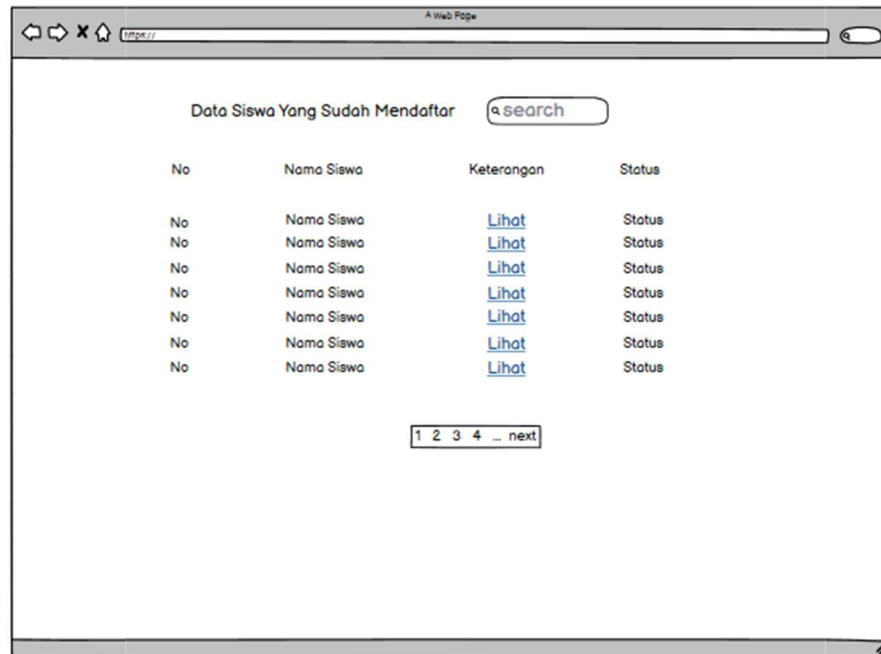 A Web Page
https://
Data Siswa Yang Sudah Mendaftar search
No Nama Siswa Keterangan Status
No Nama Siswa Lihat Status
No Nama Siswa Lihat Status
No Nama Siswa Lihat Status
No Nama Siswa Lihat Status
No Nama Siswa Lihat Status
No Nama Siswa Lihat Status
No Nama Siswa Lihat Status
1 2 3 4 ... next